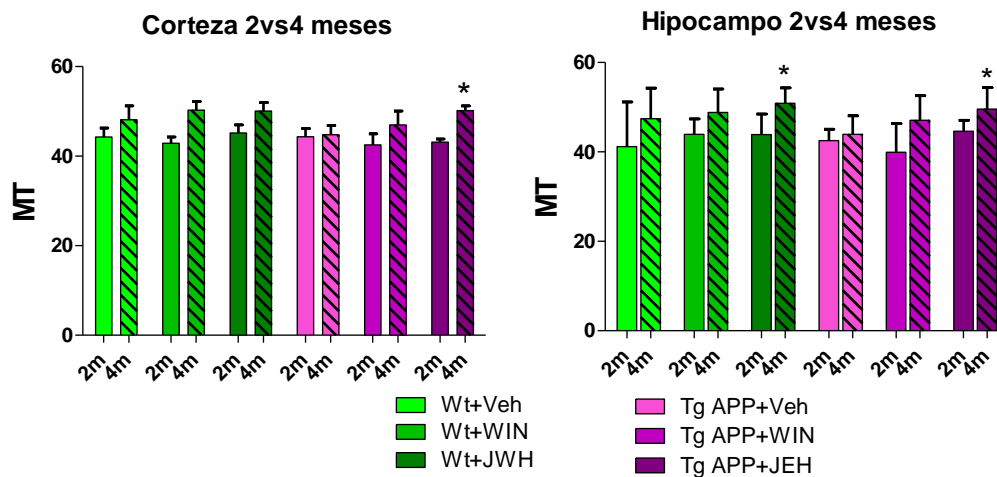 Corteza 2vs4 meses
MT
60
40
20
0
*
2m 4m 2m 4m 2m 4m 2m 4m 2m 4m 2m 4m
Hipocampo 2vs4 meses
MT
60
40
20
0
* *
2m 4m 2m 4m 2m 4m 2m 4m 2m 4m 2m 4m
Wt+Veh
Wt+WIN
Wt+JWH
Tg APP+Veh
Tg APP+WIN
Tg APP+JEH